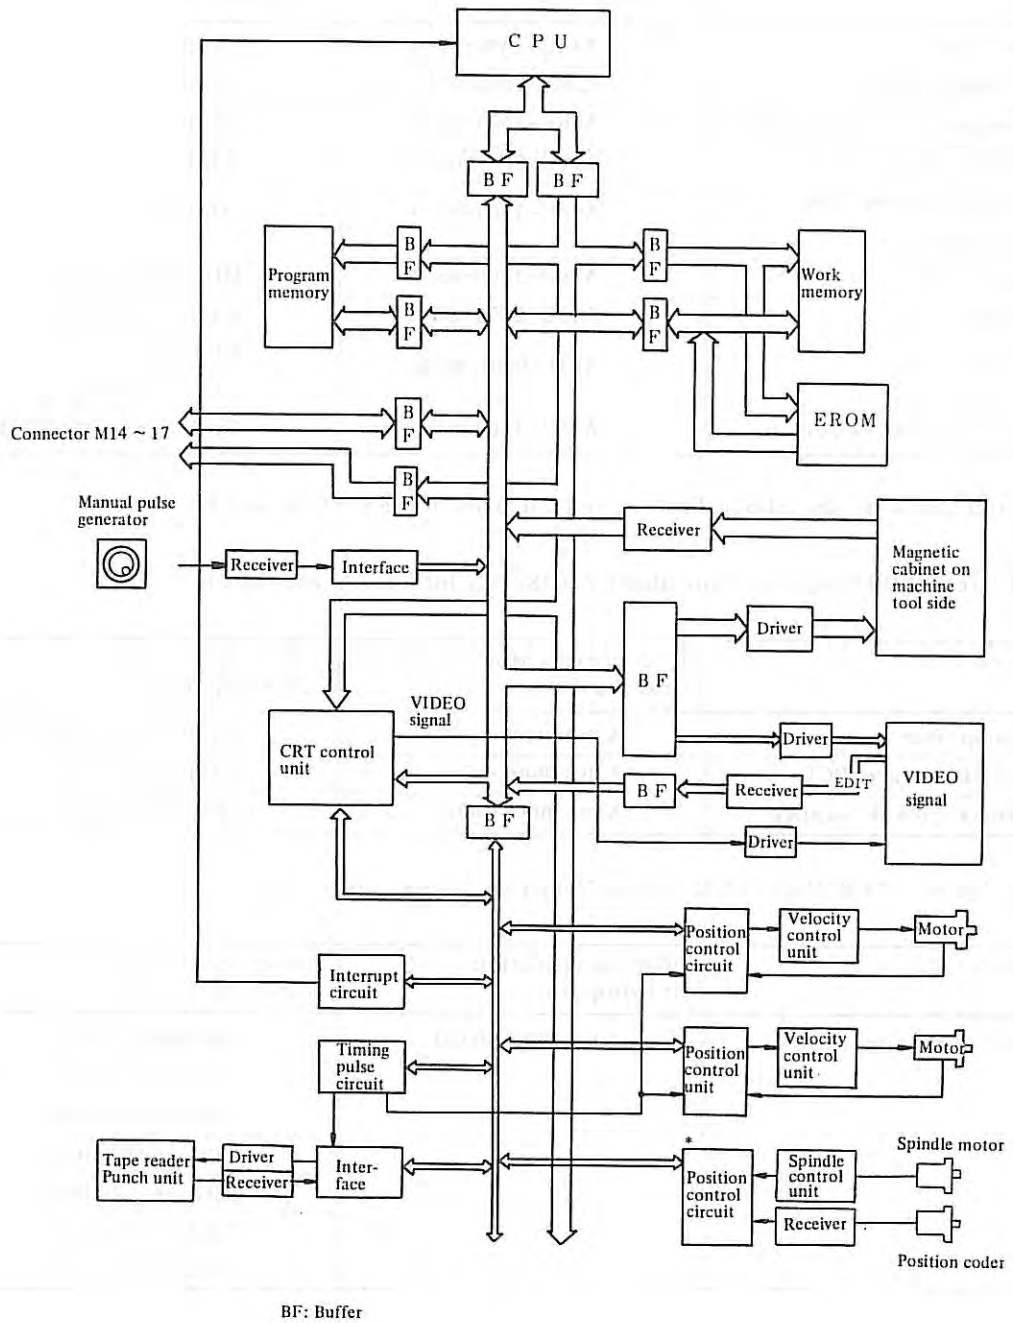 C P U
B F
B F
Program
memory
B
F
B
F
B
F
B
F
Work
memory
EROM
Connector M14 ~ 17
B
F
B
F
Manual pulse
generator
Receiver
Interface
Receiver
Magnetic
cabinet on
machine
tool side
Driver
B F
VIDEO
signal
CRT control
unit
Driver
EDIT
VIDEO
signal
B F
Receiver
B F
Driver
Position
control
circuit
Velocity
control
unit
Motor
Interrupt
circuit
Timing
pulse
circuit
Position
control
unit
Velocity
control
unit
Motor
Tape reader
Punch unit
Driver
Receiver
Inter-
face
*
Position
control
circuit
Spindle
control
unit
Spindle motor
Receiver
Position coder
BF: Buffer